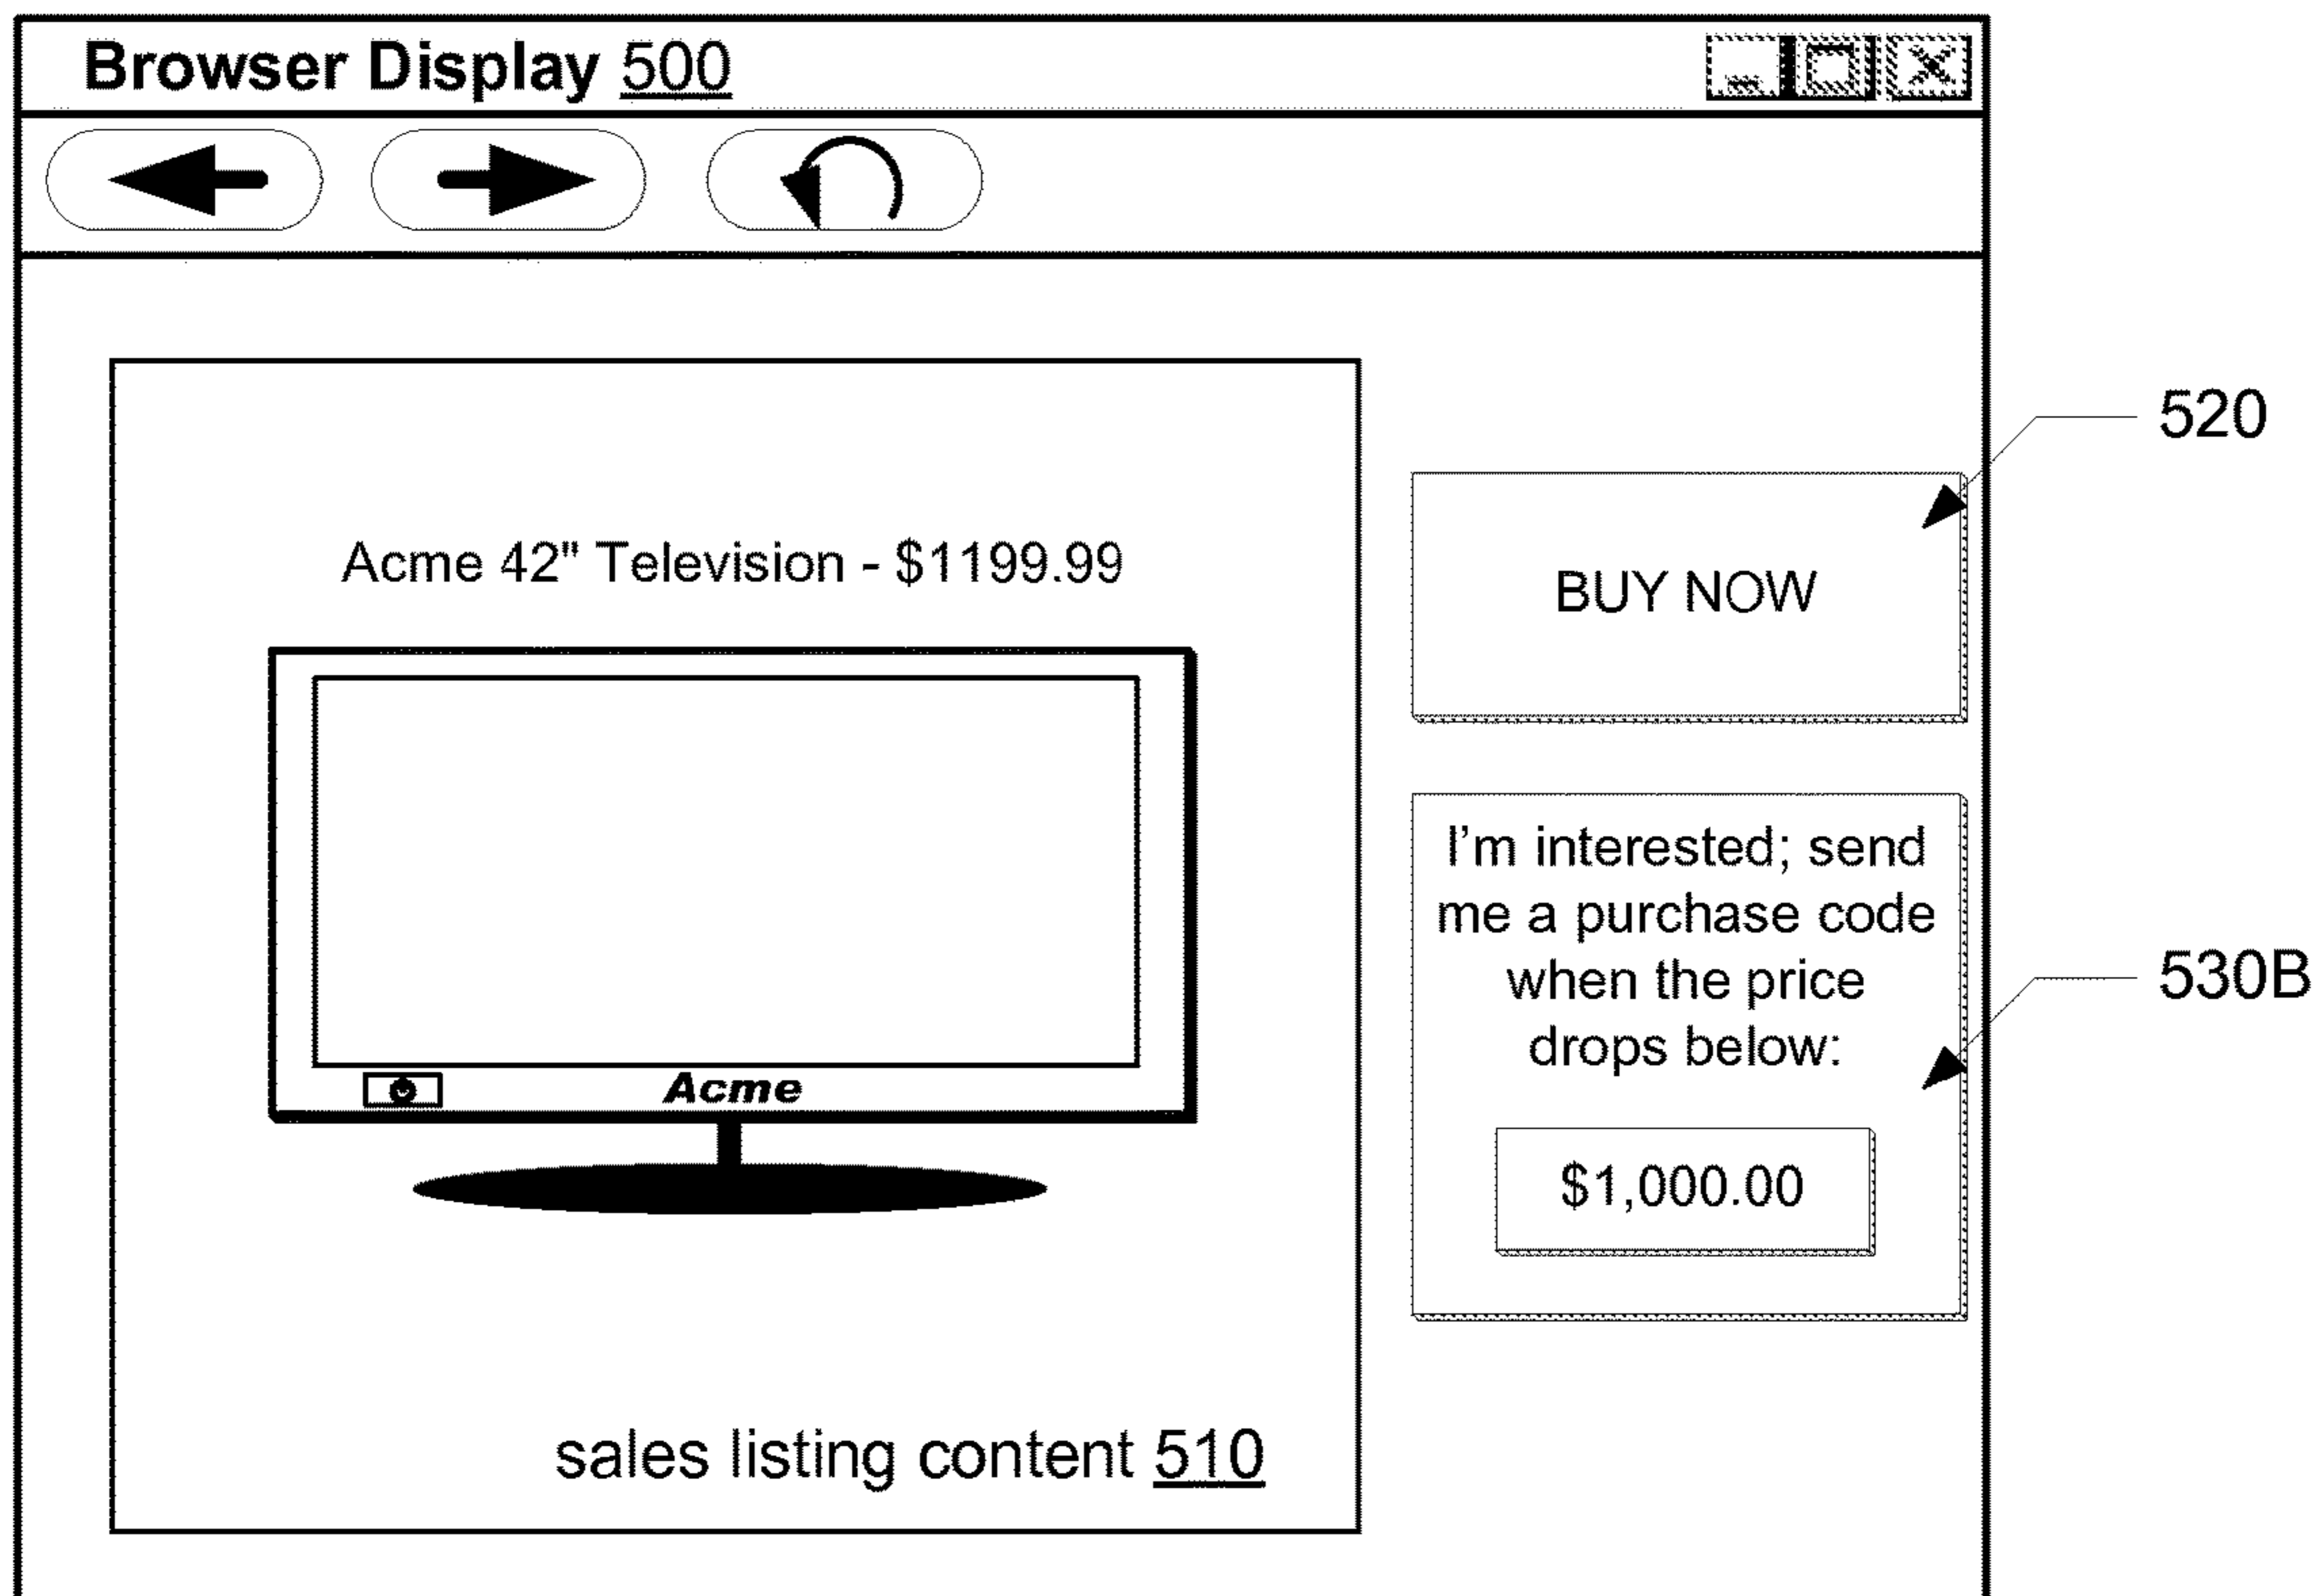 Browser Display 500
Acme 42" Television - $1199.99
Acme
sales listing content 510
BUY NOW
520
I'm interested; send
me a purchase code
when the price
drops below:
$1,000.00
530B